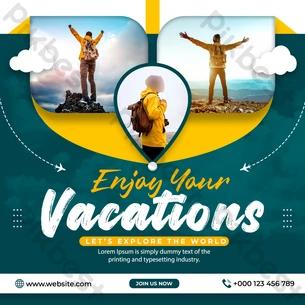 Enjoy Your
Vacations
LET'S EXPLORE THE WORLD
Lorem Ipsum is simply dummy text of
the printing and typesetting industry.
www.website.com
JOIN US NOW
+000 123 456 789